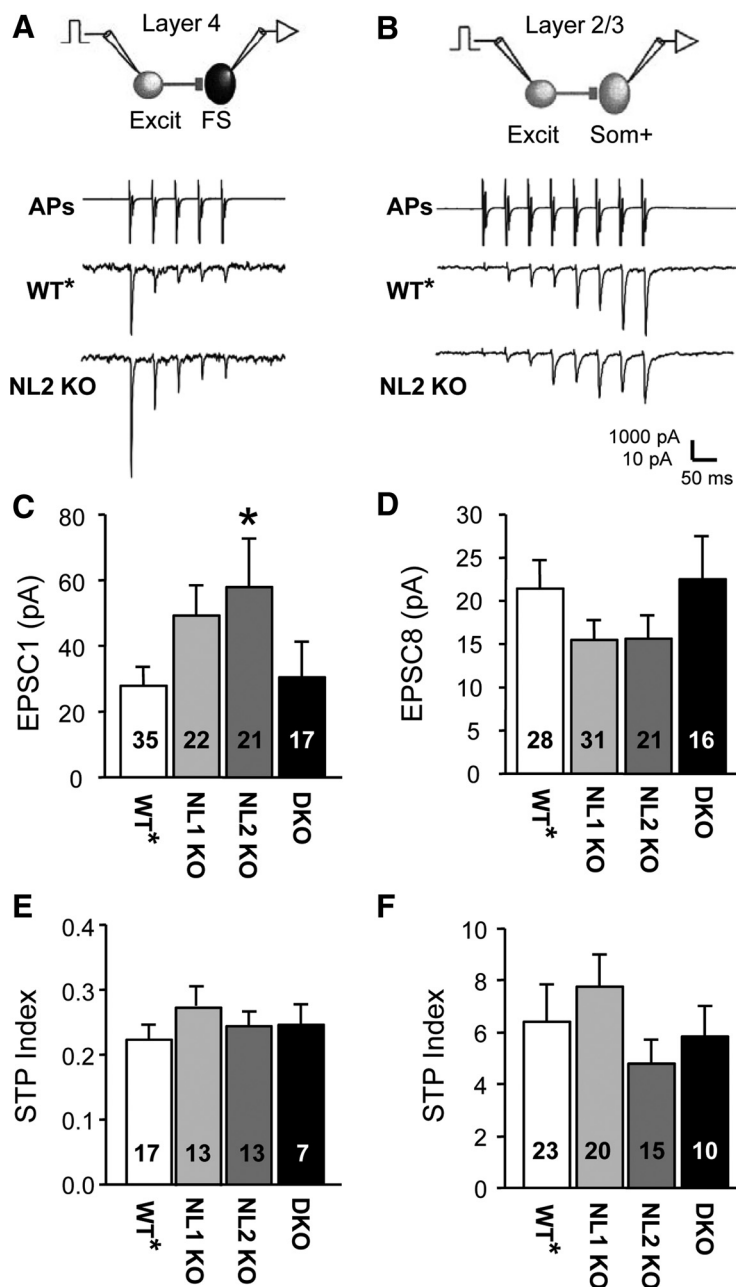 A
Layer 4
Excit FS
APs
WT*
NL2 KO
B
Layer 2/3
Excit Som+
APs
WT*
NL2 KO
1000 pA
10 pA
50 ms
C
EPSC1 (pA)
80
60
40
20
0
35 22 21 17
*
WT* NL1 KO NL2 KO DKO
D
EPSC8 (pA)
30
25
20
15
10
5
0
28 31 21 16
WT* NL1 KO NL2 KO DKO
E
STP Index
0.4
0.3
0.2
0.0
17 13 13 7
WT* NL1 KO NL2 KO DKO
F
STP Index
10
8
6
4
2
0
23 20 15 10
WT* NL1 KO NL2 KO DKO